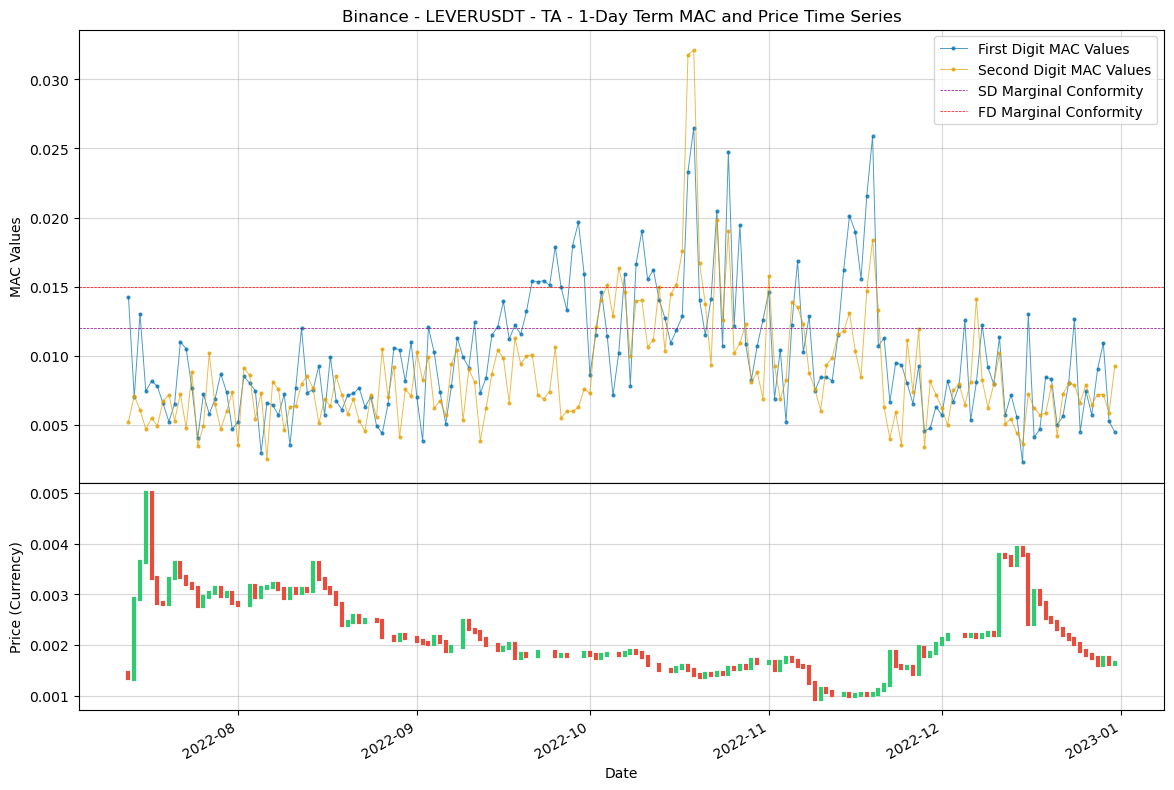 Binance - LEVERUSDT - TA - 1-Day Term MAC and Price Time Series
First Digit MAC Values
Second Digit MAC Values
SD Marginal Conformity
FD Marginal Conformity
MAC Values
0.030
0.025
0.020
0.015
0.010
0.005
Price (Currency)
0.005
0.004
0.003
0.002
0.001
2022-08
2022-09
2022-10
2022-11
2022-12
2023-01
Date